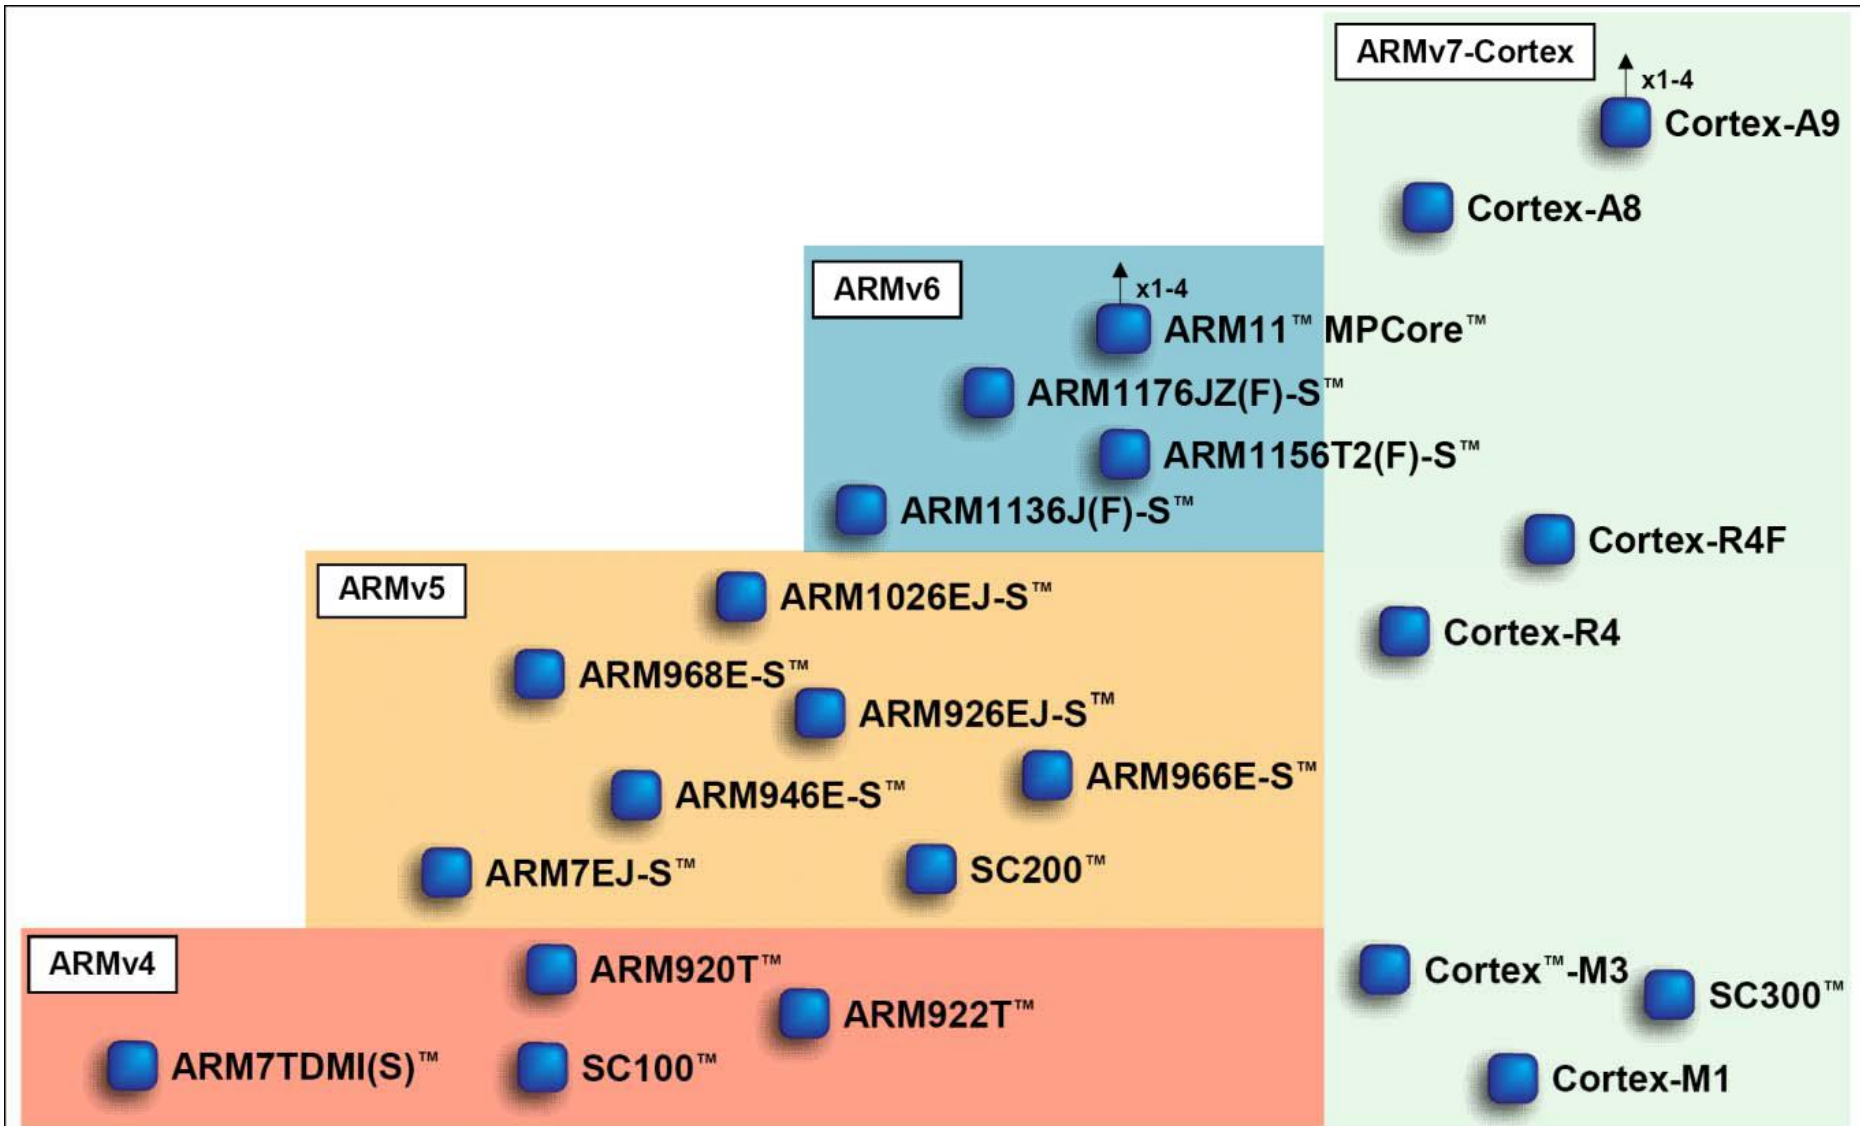 ARMv7-Cortex
x1-4
Cortex-A9
Cortex-A8
ARMv6
x1-4
ARM11™ MPCore™
ARM1176JZ(F)-S™
ARM1156T2(F)-S™
ARM1136J(F)-S™
Cortex-R4F
ARMv5
ARM1026EJ-S™
Cortex-R4
ARM968E-S™
ARM926EJ-S™
ARM966E-S™
ARM946E-S™
ARM7EJ-S™
SC200™
ARMv4
ARM920T™
Cortex™-M3
SC300™
ARM922T™
ARM7TDMI(S)™
SC100™
Cortex-M1